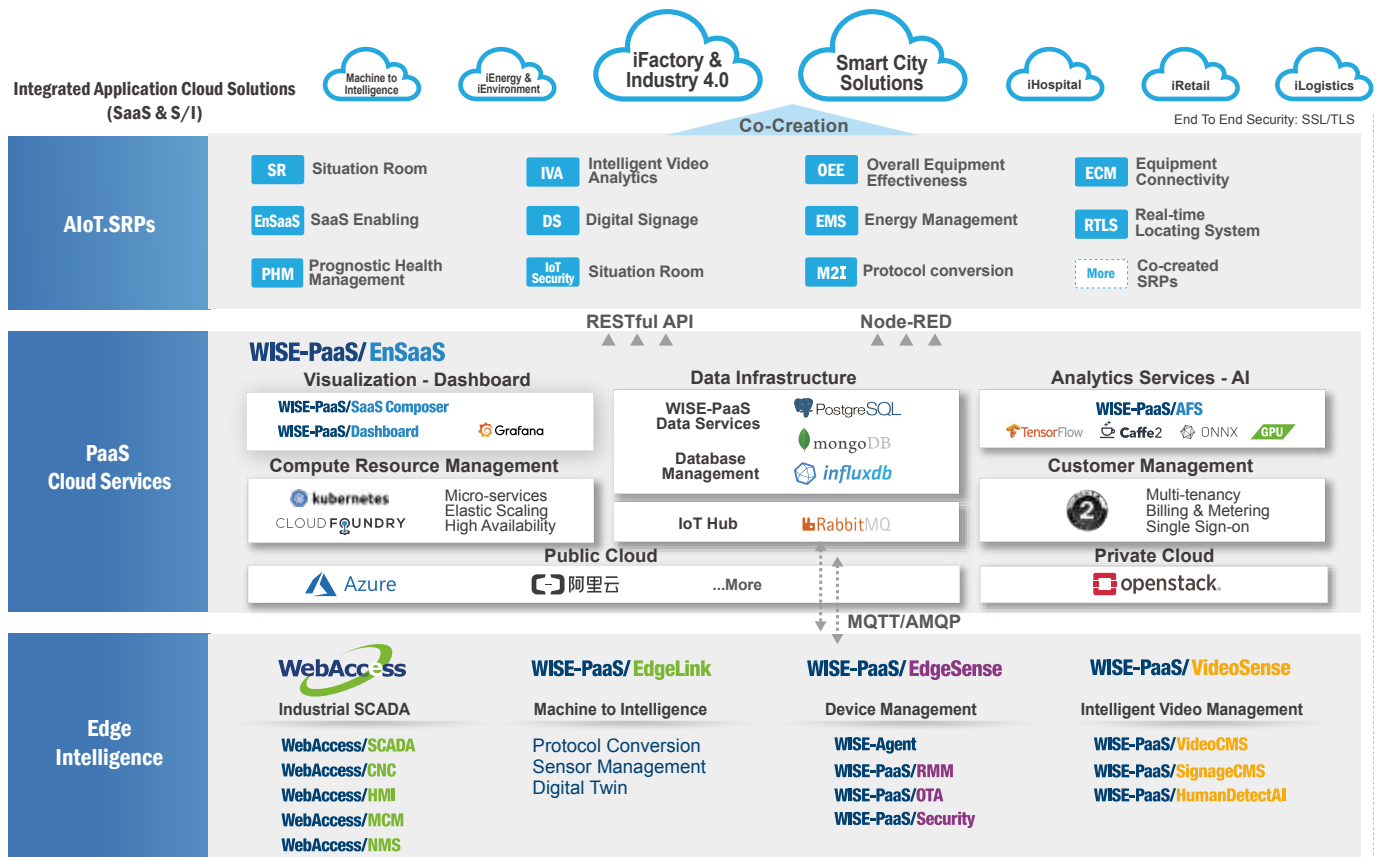 Integrated Application Cloud Solutions
(SaaS & S/I)
Machine to
Intelligence
iEnergy &
iEnvironment
iFactory &
Industry 4.0
Smart City
Solutions
iHospital
iRetail
iLogistics
Co-Creation
End To End Security: SSL/TLS
AIoT.SRPs
SR Situation Room
IVA Intelligent Video
Analytics
OEE Overall Equipment
Effectiveness
ECM Equipment
Connectivity
EnSaaS SaaS Enabling
DS Digital Signage
EMS Energy Management
RTLS Real-time
Locating System
PHM Prognostic Health
Management
IoT
Security Situation Room
M2I Protocol conversion
More Co-created
SRPs
RESTful API
Node-RED
PaaS
Cloud Services
WISE-PaaS/EnSaaS
Visualization - Dashboard
WISE-PaaS/SaaS Composer
WISE-PaaS/Dashboard
Grafana
Data Infrastructure
WISE-PaaS
Data Services
PostgreSQL
mongoDB
Database
Management
influxdb
Analytics Services - AI
WISE-PaaS/AFS
TensorFlow
Caffe2
ONNX
GPU
Compute Resource Management
kubernetes
CLOUDFOUNDRY
Micro-services
Elastic Scaling
High Availability
IoT Hub
RabbitMQ
Customer Management
2
Multi-tenancy
Billing & Metering
Single Sign-on
Public Cloud
Azure
阿里云
...More
Private Cloud
openstack.
MQTT/AMQP
Edge
Intelligence
WebAccess
Industrial SCADA
WebAccess/SCADA
WebAccess/CNC
WebAccess/HMI
WebAccess/MCM
WebAccess/NMS
WISE-PaaS/EdgeLink
Machine to Intelligence
Protocol Conversion
Sensor Management
Digital Twin
WISE-PaaS/EdgeSense
Device Management
WISE-Agent
WISE-PaaS/RMM
WISE-PaaS/OTA
WISE-PaaS/Security
WISE-PaaS/VideoSense
Intelligent Video Management
WISE-PaaS/VideoCMS
WISE-PaaS/SignageCMS
WISE-PaaS/HumanDetectAI